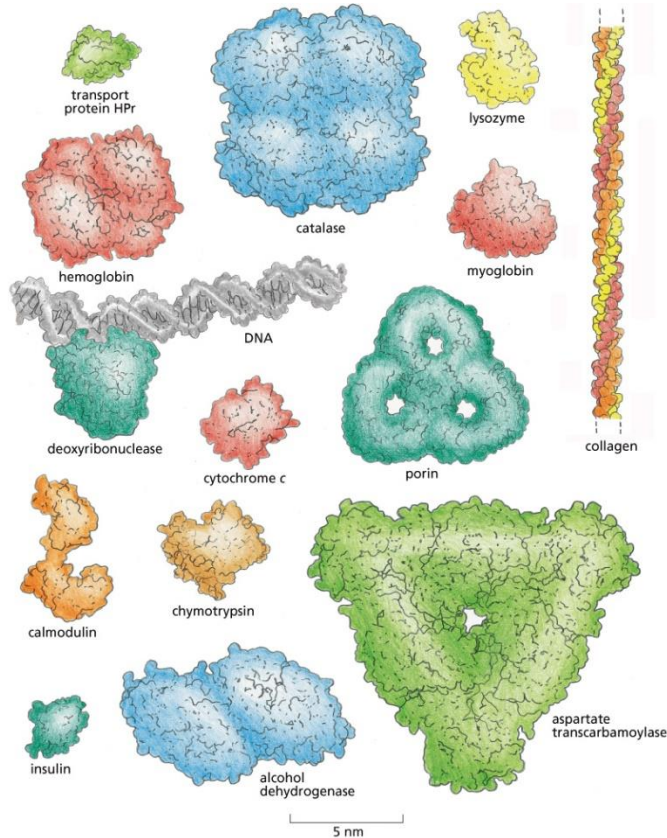 transport
protein HPr
catalase
lysozyme
hemoglobin
myoglobin
DNA
deoxyribonuclease
cytochrome c
porin
collagen
calmodulin
chymotrypsin
insulin
alcohol
dehydrogenase
aspartate
transcarbamoylase
5 nm